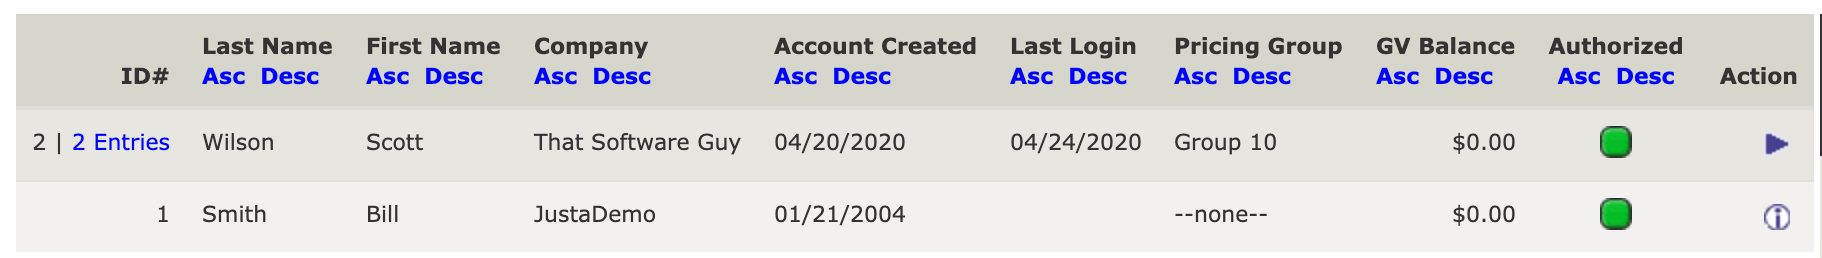 Last Name First Name Company Account Created Last Login Pricing Group GV Balance Authorized
ID# Asc Desc Asc Desc Asc Desc Asc Desc Asc Desc Asc Desc Asc Desc Asc Desc Action
2 | 2 Entries Wilson Scott That Software Guy 04/20/2020 04/24/2020 Group 10 $0.00
1 Smith Bill JustaDemo 01/21/2004 --none-- $0.00